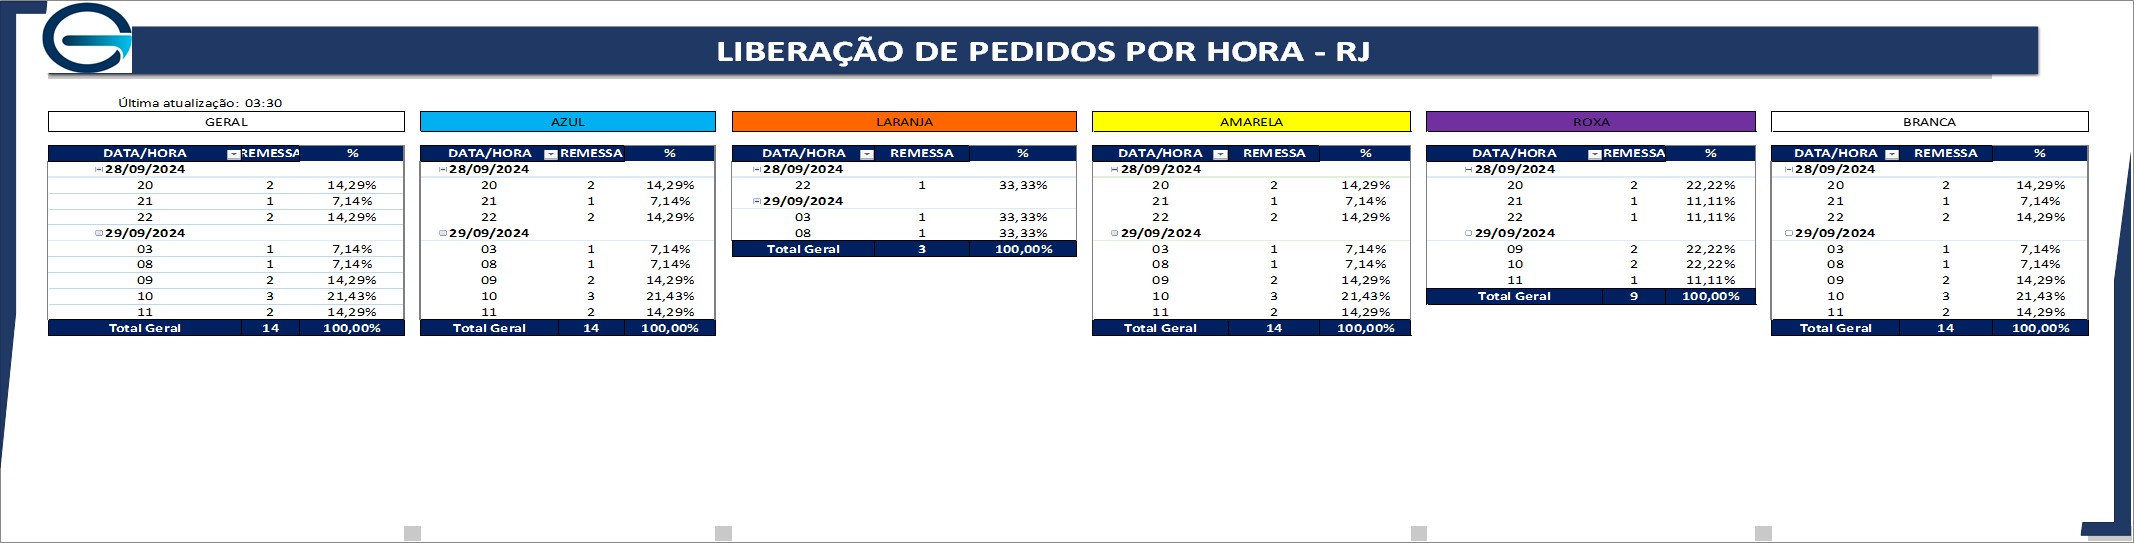 LIBERAÇÃO DE PEDIDOS POR HORA - RJ
Última atualização: 03:30
GERAL
DATA/HORA REMESSA %
28/09/2024
20 2 14,29%
21 1 7,14%
22 2 14,29%
29/09/2024
03 1 7,14%
08 1 7,14%
09 2 14,29%
10 3 21,43%
11 2 14,29%
Total Geral 14 100,00%
AZUL
DATA/HORA REMESSA %
28/09/2024
20 2 14,29%
21 1 7,14%
22 2 14,29%
29/09/2024
03 1 7,14%
08 1 7,14%
09 2 14,29%
10 3 21,43%
11 2 14,29%
Total Geral 14 100,00%
LARANJA
DATA/HORA REMESSA %
28/09/2024
22 1 33,33%
29/09/2024
03 1 33,33%
08 1 33,33%
Total Geral 3 100,00%
AMARELA
DATA/HORA REMESSA %
28/09/2024
20 2 14,29%
21 1 7,14%
22 2 14,29%
29/09/2024
03 1 7,14%
08 1 7,14%
09 2 14,29%
10 3 21,43%
11 2 14,29%
Total Geral 14 100,00%
ROXA
DATA/HORA REMESSA %
28/09/2024
20 2 22,22%
21 1 11,11%
22 1 11,11%
29/09/2024
09 2 22,22%
10 2 22,22%
11 1 11,11%
Total Geral 9 100,00%
BRANCA
DATA/HORA REMESSA %
28/09/2024
20 2 14,29%
21 1 7,14%
22 2 14,29%
29/09/2024
03 1 7,14%
08 1 7,14%
09 2 14,29%
10 3 21,43%
11 2 14,29%
Total Geral 14 100,00%